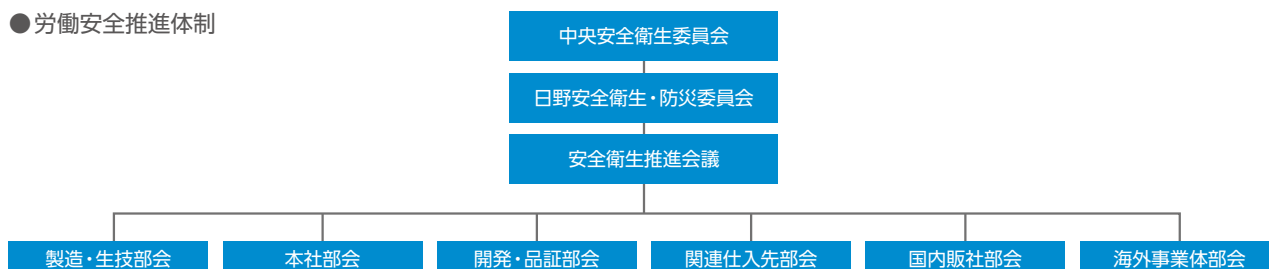 ●労働安全推進体制
中央安全衛生委員会
日野安全衛生・防災委員会
安全衛生推進会議
製造・生技部会
本社部会
開発・品証部会
関連仕入先部会
国内販社部会
海外事業体部会